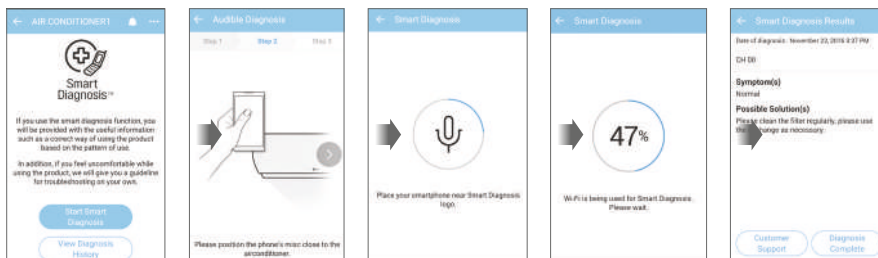 AIR CONDITIONER1
Smart
Diagnosis™
If you use the smart diagnosis function, you
will be provided with the useful information
such as a correct way of using the product
based on the pattern of use.
In addition, if you feel uncomfortable while
using the product, we will give you a guideline
for troubleshooting on your own.
Start Smart
Diagnosis
View Diagnosis
History
Audible Diagnosis
Step 1 Step 2 Step 3
Please position the phone's misc close to the
airconditioner.
Smart Diagnosis
Place your smartphone near Smart Diagnosis
logo.
Smart Diagnosis
47%
Wi-Fi is being used for Smart Diagnosis.
Please wait.
Smart Diagnosis Results
Date of diagnosis: November 22, 2016 8:37 PM
CH 00
Symptom(s)
Normal
Possible Solution(s)
Please clean the filter regularly, please use
change as necessary.
Customer
Support
Diagnosis
Complete